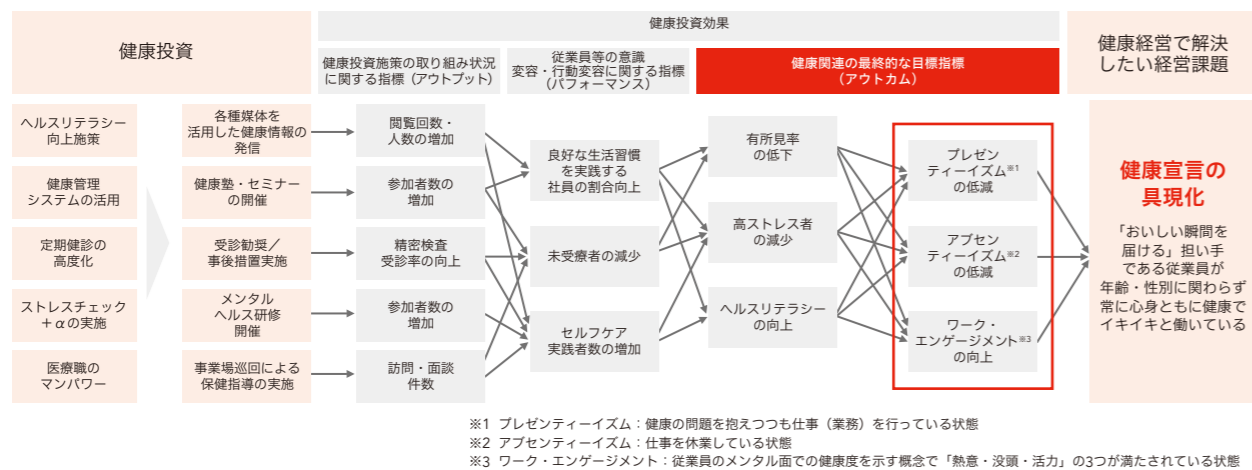 健康投資
健康投資効果
健康投資施策の取り組み状況
に関する指標（アウトプット）
従業員等の意識
変容・行動変容に関する指標
（パフォーマンス）
健康関連の最終的な目標指標
（アウトカム）
健康経営で解決
したい経営課題
ヘルスリテラシー
向上施策
健康管理
システムの活用
定期健診の
高度化
ストレスチェック
＋αの実施
医療職の
マンパワー
各種媒体を
活用した健康情報の
発信
健康塾・セミナー
の開催
受診勧奨／
事後措置実施
メンタル
ヘルス研修
開催
事業場巡回による
保健指導の実施
閲覧回数・
人数の増加
参加者数の
増加
精密検査
受診率の向上
参加者数の
増加
訪問・面談
件数
良好な生活習慣
を実践する
社員の割合向上
未受療者の減少
セルフケア
実践者数の増加
有所見率
の低下
高ストレス者
の減少
ヘルスリテラシー
の向上
プレゼン
ティーイズム※1
の低減
アブセン
ティーイズム※2
の低減
ワーク・
エンゲージメント※3
の向上
健康宣言の
具現化
「おいしい瞬間を
届ける」担い手
である従業員が
年齢・性別に関わらず
常に心身ともに健康で
イキイキと働いている
※1 プレゼンティーイズム：健康の問題を抱えつつも仕事（業務）を行っている状態
※2 アブセンティーイズム：仕事を休業している状態
※3 ワーク・エンゲージメント：従業員のメンタル面での健康度を示す概念で「熱意・没頭・活力」の3つが満たされている状態